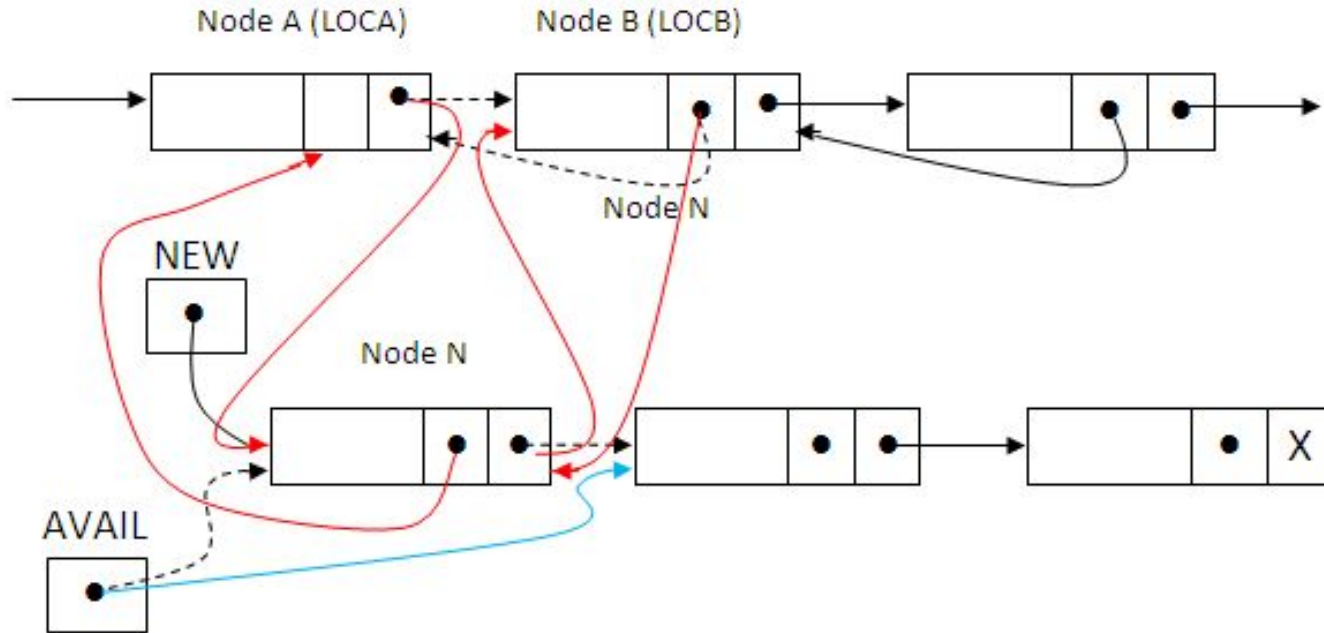 Node A (LOCA)
Node B (LOCB)
Node N
NEW
Node N
X
AVAIL